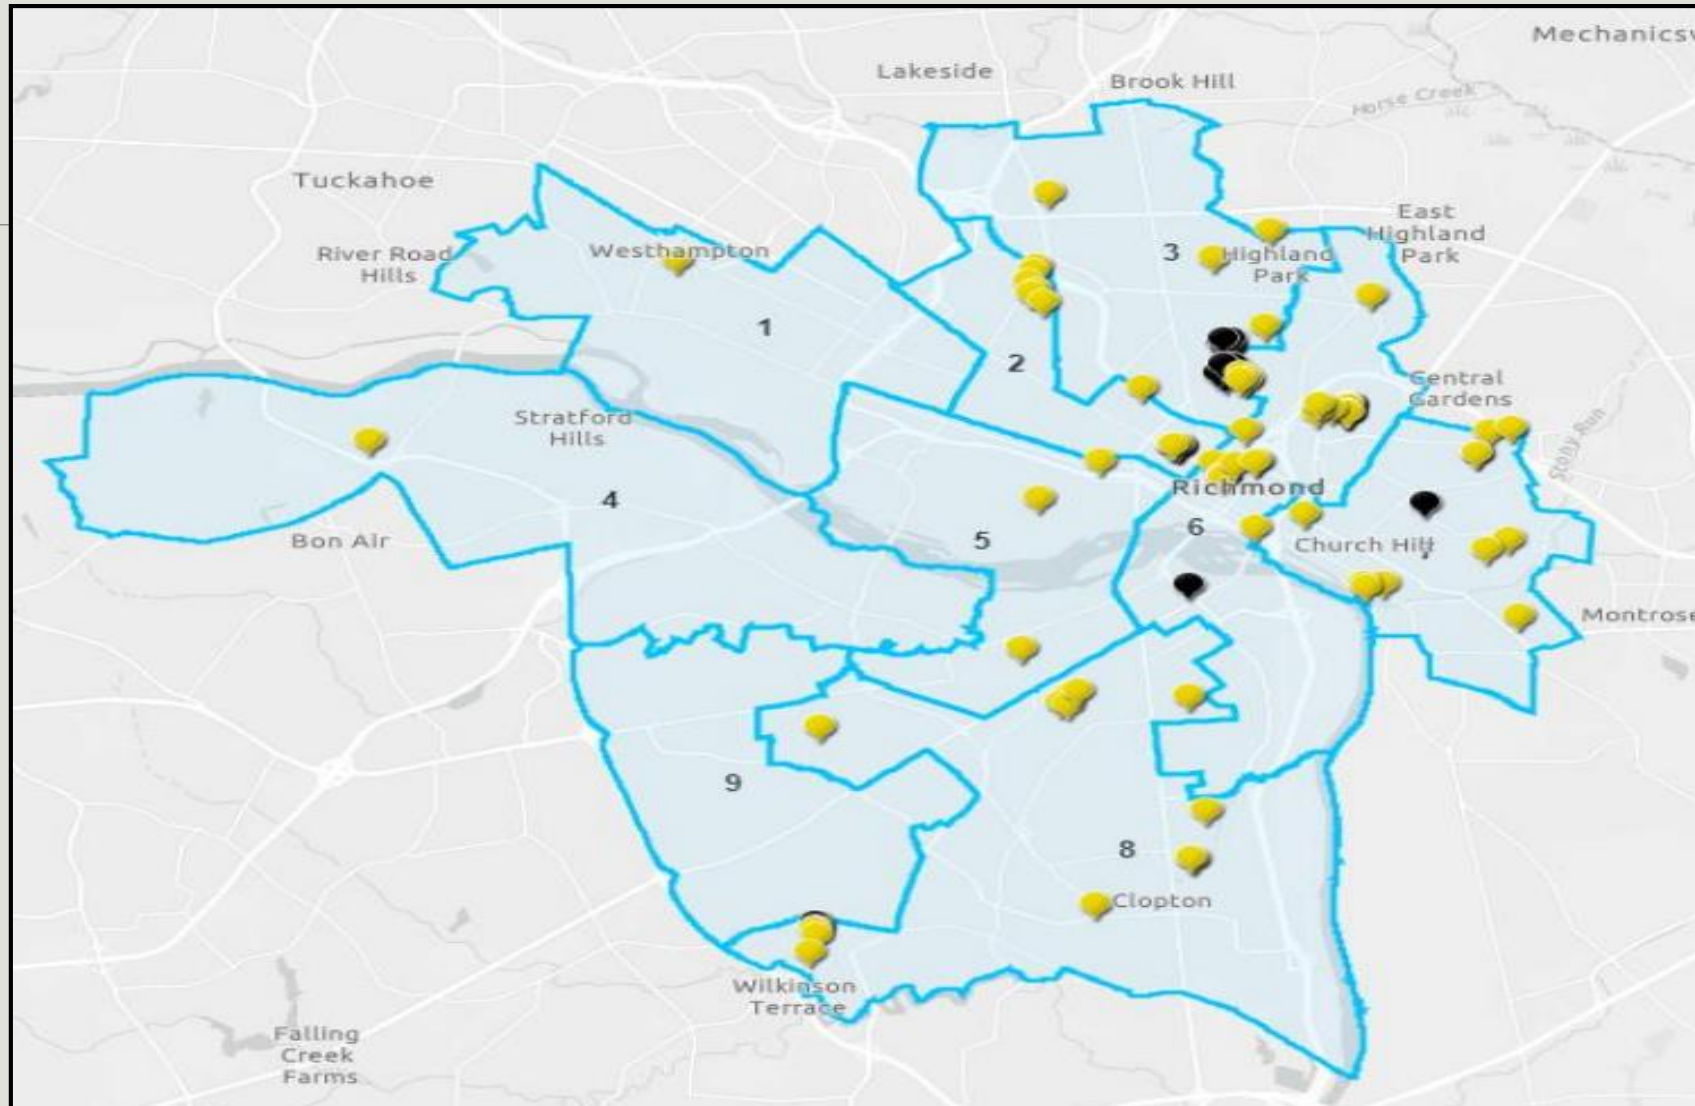 Mechanicsv
Lakeside
Brook Hill
Horse Creek
Tuckahoe
East
Highland
Park
River Road
Hills
Westhampton
3
Highland
Park
1
2
Central
Gardens
Stratford
Hills
Stony Run
4
Richmond
6
Bon Air
5
Church Hill
Montrose
9
8
Clopton
Wilkinson
Terrace
Falling
Creek
Farms